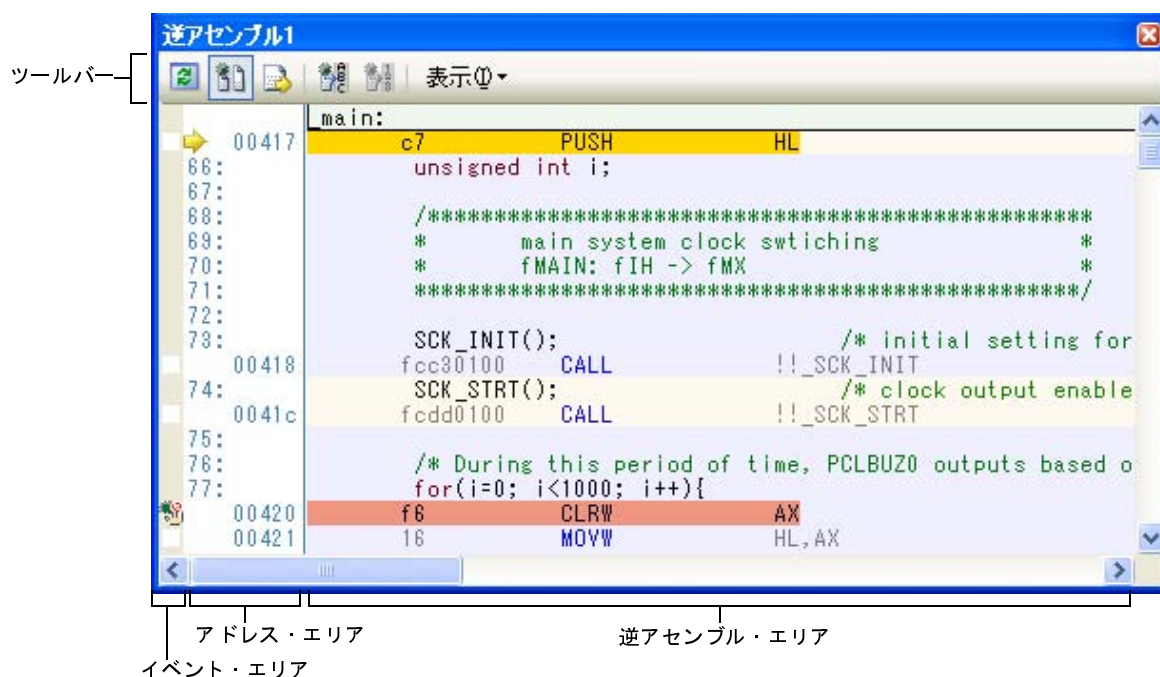 逆アセンブル1
ツールバー
表示(D)
_main:
00417 c7 PUSH HL
66: unsigned int i;
67:
68: /**************************************************
69: * main system clock swtiching *
70: * fMAIN: fIH -> fMX *
71: **************************************************/
72:
73: SCK_INIT(); /* initial setting for
00418 fcc30100 CALL !!_SCK_INIT
74: SCK_STRT(); /* clock output enable
0041c fcdd0100 CALL !!_SCK_STRT
75:
76: /* During this period of time, PCLBUZ0 outputs based o
77: for(i=0; i<1000; i++){
00420 f6 CLRW AX
00421 16 MOVW HL,AX
アドレス・エリア
逆アセンブル・エリア
イベント・エリア